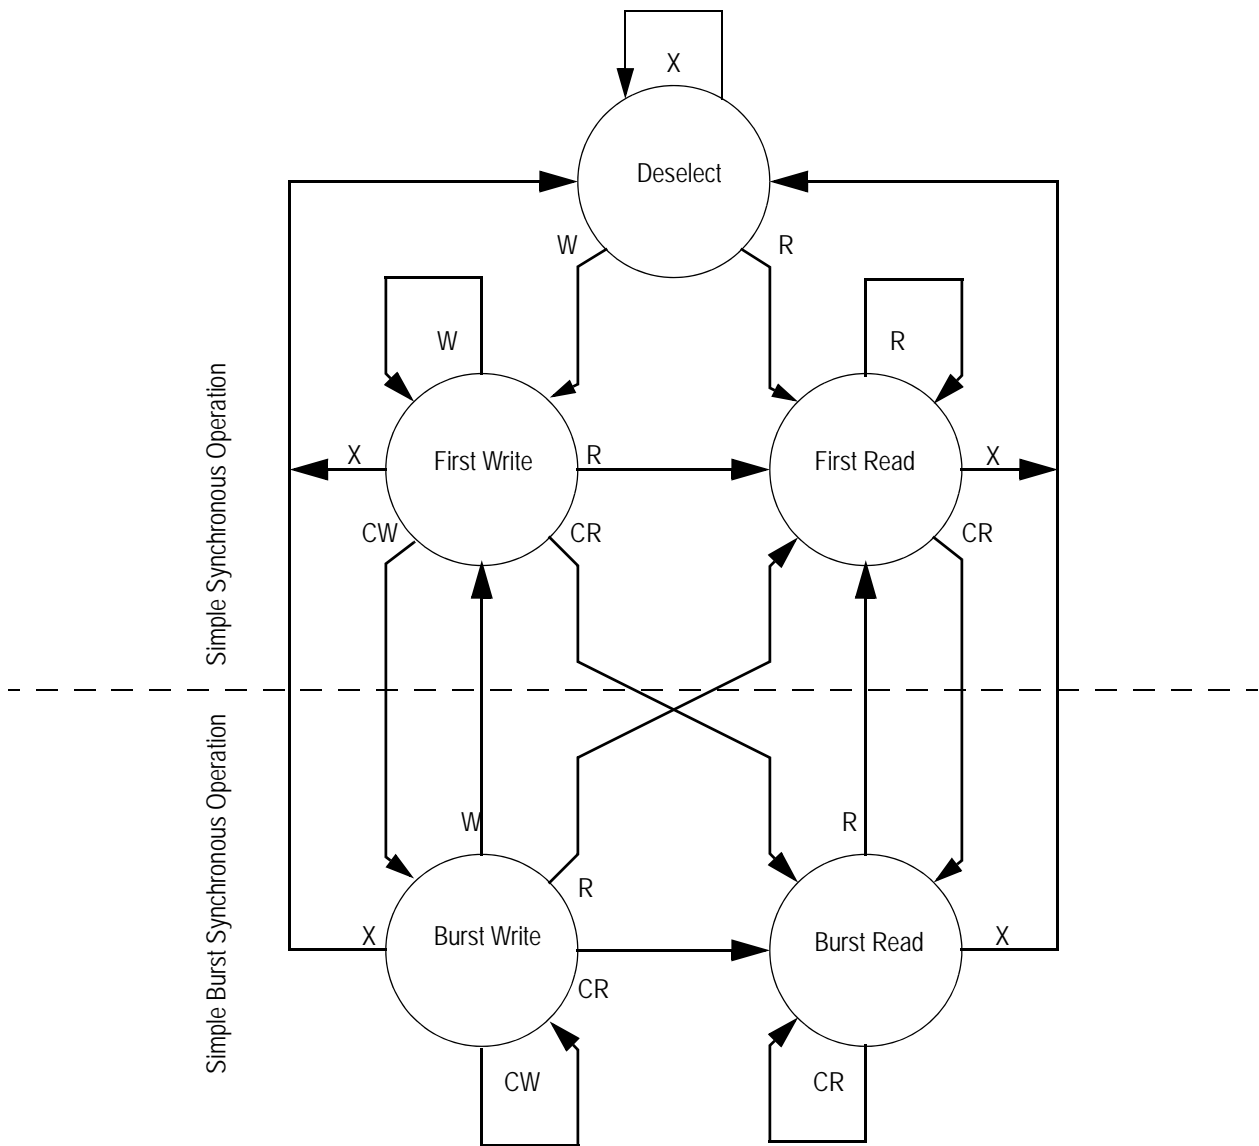 X
Deselect
W
R
W
R
Simple Synchronous Operation
X
First Write
R
First Read
X
CW
CR
CR
Simple Burst Synchronous Operation
W
R
R
X
Burst Write
Burst Read
X
CR
CW
CR